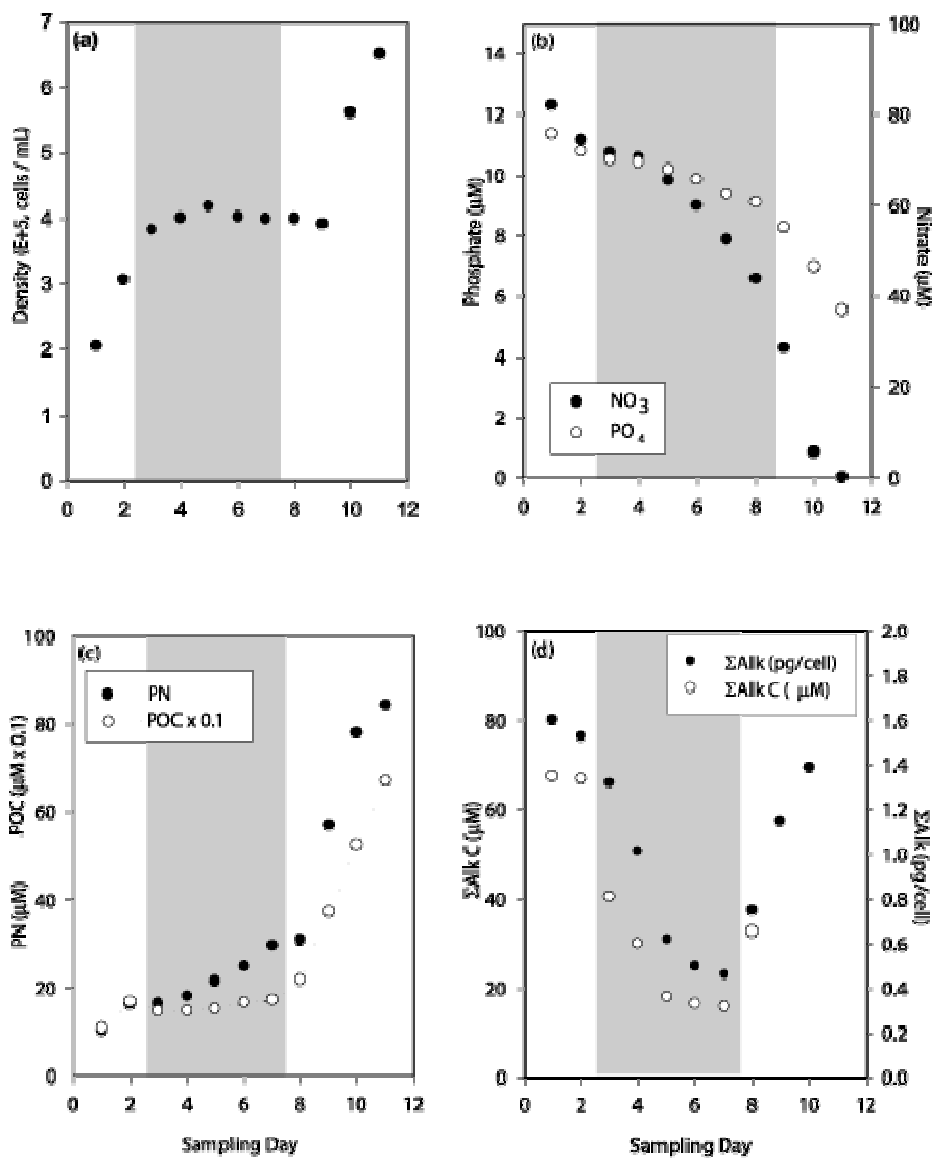 (a)
7
6
5
4
3
2
1
0
Density (E+5, cells / mL)
0 2 4 6 8 10 12
(b)
14
12
10
8
6
4
2
0
Phosphate (μM)
100
80
60
40
20
0
Nitrate (μM)
NO3
PO4
0 2 4 6 8 10 12
(c)
100
80
60
40
20
0
PN (μM) POC (μM x 0.1)
PN
POC x 0.1
0 2 4 6 8 10 12
Sampling Day
(d)
100
80
60
40
20
0
ΣAlk C (μM)
2.0
1.8
1.6
1.4
1.2
1.0
0.8
0.6
0.4
0.2
0.0
ΣAlk (pg/cell)
ΣAlk (pg/cell)
ΣAlk C ( μM)
0 2 4 6 8 10 12
Sampling Day